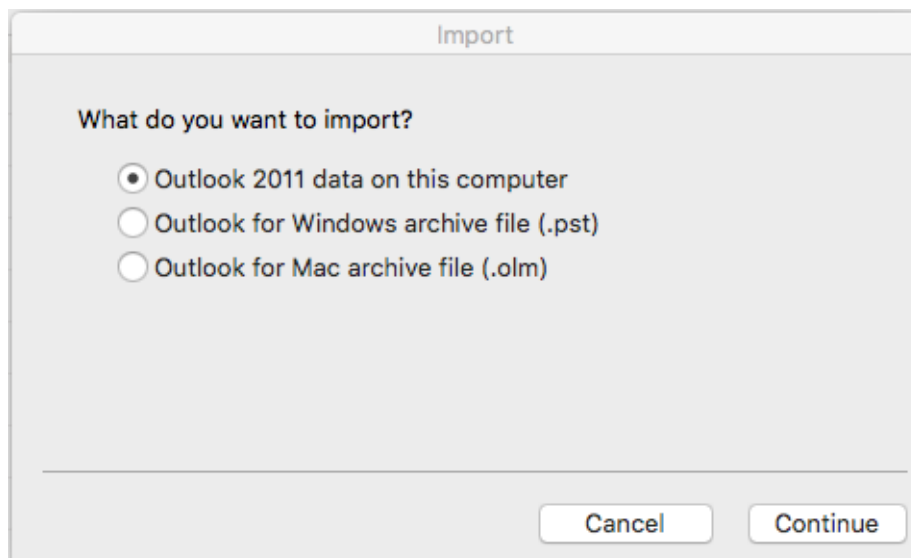 Import
What do you want to import?
Outlook 2011 data on this computer
Outlook for Windows archive file (.pst)
Outlook for Mac archive file (.olm)
Cancel Continue